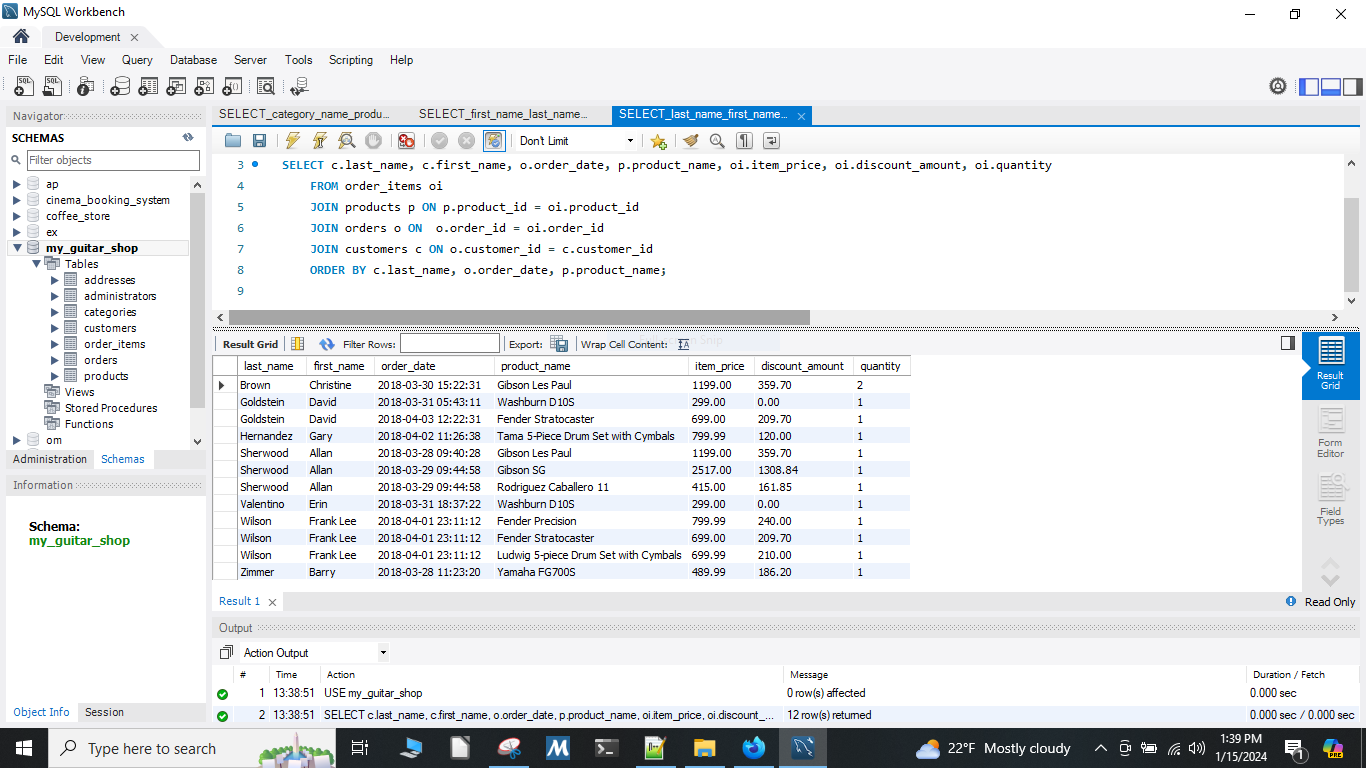 MySQL Workbench
Development
File Edit View Query Database Server Tools Scripting Help
Navigator
SCHEMAS
Filter objects
ap
cinema_booking_system
coffee_store
ex
my_guitar_shop
Tables
addresses
administrators
categories
customers
order_items
orders
products
Views
Stored Procedures
Functions
om
Administration Schemas
Information
Schema:
my_guitar_shop
Object Info Session
SELECT_category_name_produ... SELECT_first_name_last_name... SELECT_last_name_first_name...
Don't Limit
3 SELECT c.last_name, c.first_name, o.order_date, p.product_name, oi.item_price, oi.discount_amount, oi.quantity
4 FROM order_items oi
5 JOIN products p ON p.product_id = oi.product_id
6 JOIN orders o ON  o.order_id = oi.order_id
7 JOIN customers c ON o.customer_id = c.customer_id
8 ORDER BY c.last_name, o.order_date, p.product_name;
9
Result Grid Filter Rows: Export: Wrap Cell Content:
last_name first_name order_date product_name item_price discount_amount quantity
Brown Christine 2018-03-30 15:22:31 Gibson Les Paul 1199.00 359.70 2
Goldstein David 2018-03-31 05:43:11 Washburn D10S 299.00 0.00 1
Goldstein David 2018-04-03 12:22:31 Fender Stratocaster 699.00 209.70 1
Hernandez Gary 2018-04-02 11:26:38 Tama 5-Piece Drum Set with Cymbals 799.99 120.00 1
Sherwood Allan 2018-03-28 09:40:28 Gibson Les Paul 1199.00 359.70 1
Sherwood Allan 2018-03-29 09:44:58 Gibson SG 2517.00 1308.84 1
Sherwood Allan 2018-03-29 09:44:58 Rodriguez Caballero 11 415.00 161.85 1
Valentino Erin 2018-03-31 18:37:22 Washburn D10S 299.00 0.00 1
Wilson Frank Lee 2018-04-01 23:11:12 Fender Precision 799.99 240.00 1
Wilson Frank Lee 2018-04-01 23:11:12 Fender Stratocaster 699.00 209.70 1
Wilson Frank Lee 2018-04-01 23:11:12 Ludwig 5-piece Drum Set with Cymbals 699.99 210.00 1
Zimmer Barry 2018-03-28 11:23:20 Yamaha FG700S 489.99 186.20 1
Result Grid
Form Editor
Field Types
Result 1
Read Only
Output
Action Output
# Time Action Message Duration / Fetch
1 13:38:51 USE my_guitar_shop 0 row(s) affected 0.000 sec
2 13:38:51 SELECT c.last_name, c.first_name, o.order_date, p.product_name, oi.item_price, oi.discount_... 12 row(s) returned 0.000 sec / 0.000 sec
Type here to search
22°F Mostly cloudy
1:39 PM
1/15/2024
1
PRE